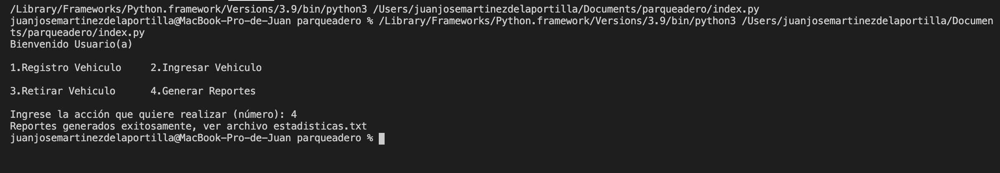 /Library/Frameworks/Python.framework/Versions/3.9/bin/python3 /Users/juanjosemartinezdelaportilla/Documents/parqueadero/index.py
juanjosemartinezdelaportilla@MacBook-Pro-de-Juan parqueadero % /Library/Frameworks/Python.framework/Versions/3.9/bin/python3 /Users/juanjosemartinezdelaportilla/Documen
ts/parqueadero/index.py
Bienvenido Usuario(a)
1.Registro Vehiculo     2.Ingresar Vehiculo
3.Retirar Vehiculo      4.Generar Reportes
Ingrese la acción que quiere realizar (número): 4
Reportes generados exitosamente, ver archivo estadisticas.txt
juanjosemartinezdelaportilla@MacBook-Pro-de-Juan parqueadero %